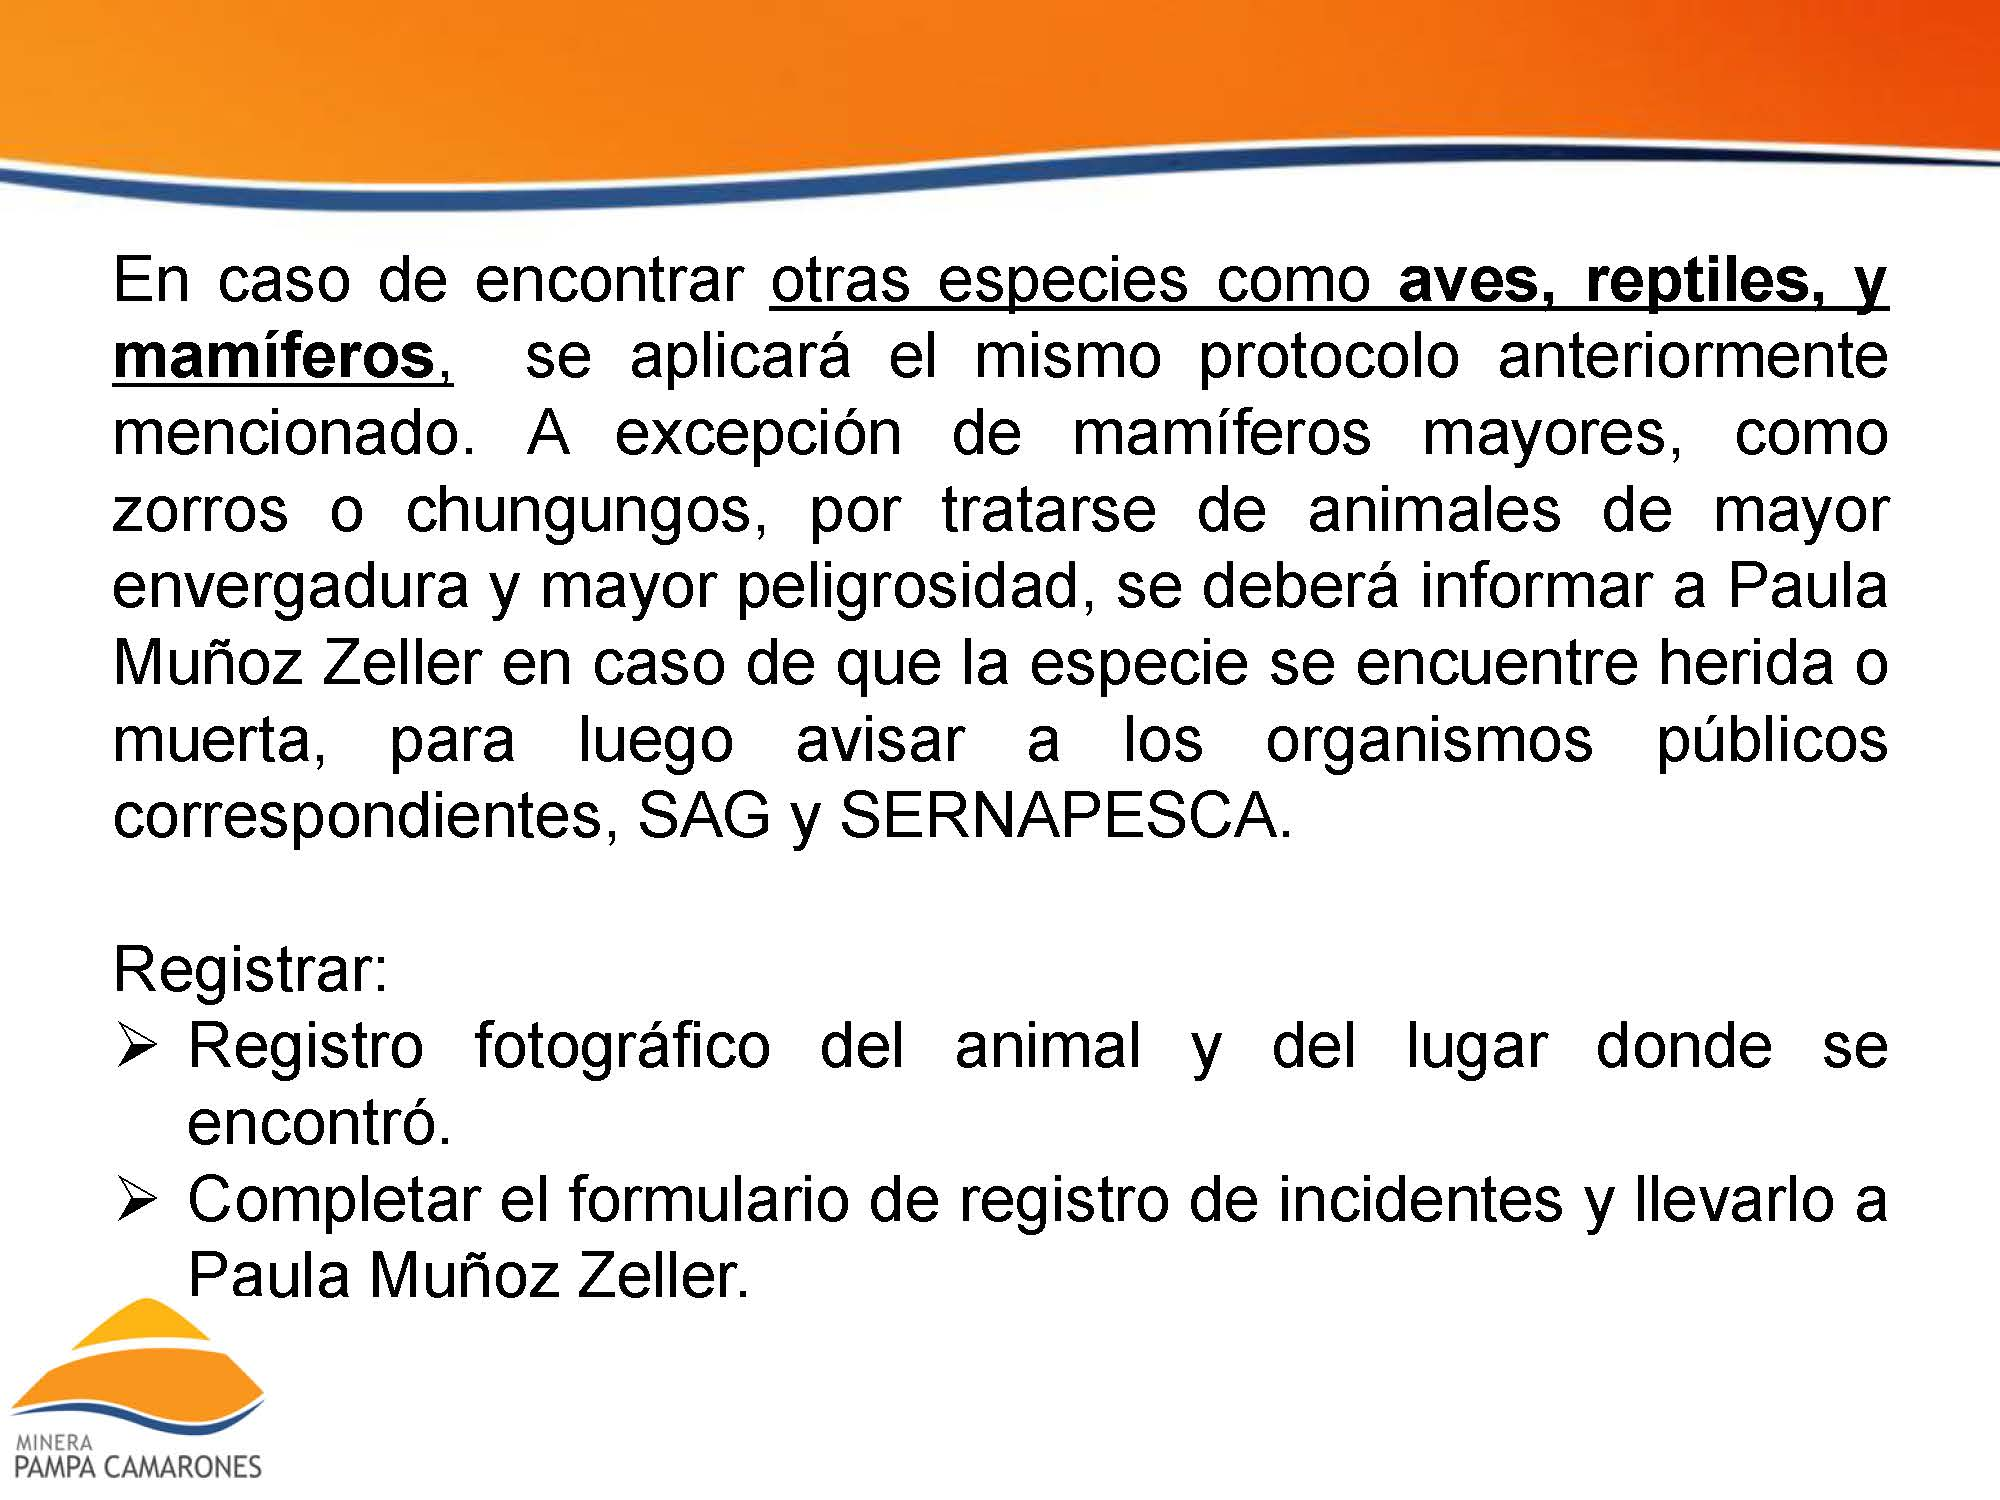 En caso de encontrar otras especies como aves, reptiles, y
mamíferos, se aplicará el mismo protocolo anteriormente
mencionado. A excepción de mamíferos mayores, como
zorros o chungungos, por tratarse de animales de mayor
envergadura y mayor peligrosidad, se deberá informar a Paula
Muñoz Zeller en caso de que la especie se encuentre herida o
muerta, para luego avisar a los organismos públicos
correspondientes, SAG y SERNAPESCA.
Registrar:
➢ Registro fotográfico del animal y del lugar donde se
encontró.
➢ Completar el formulario de registro de incidentes y llevarlo a
Paula Muñoz Zeller.
MINERA
PAMPA CAMARONES